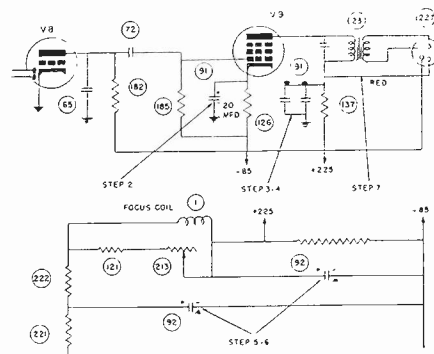 V8
72
V9
123
227
65
182
185
91
20
MFD
126
91
137
RED
STEP 2
-85
STEP 3-4
+225
STEP 7
FOCUS COIL
1
+225
-85
222
121
213
92
92
221
STEP 5-6